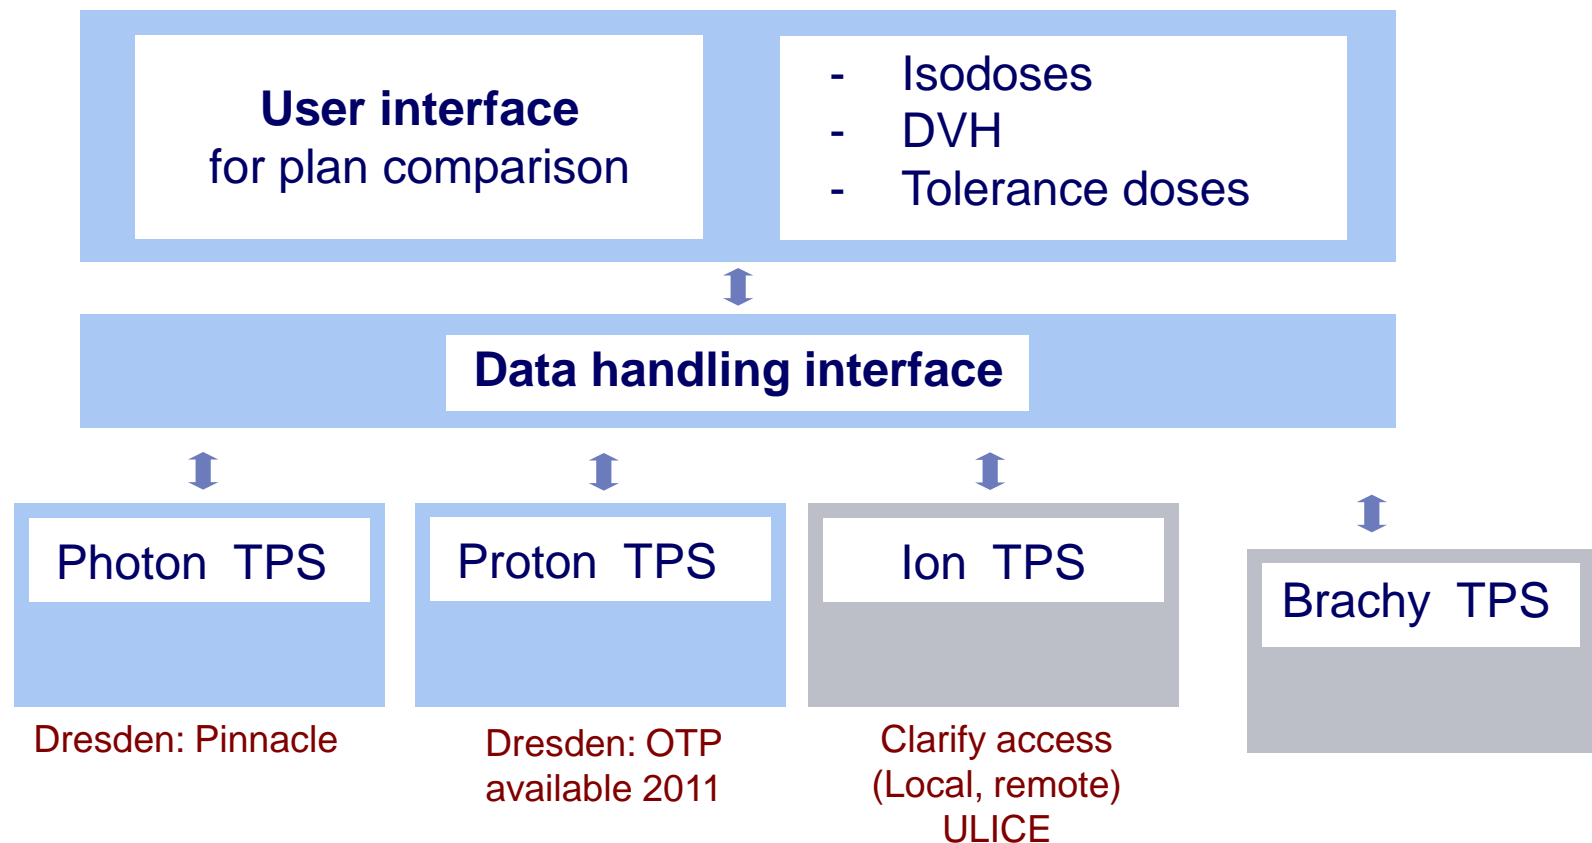 User interface
for plan comparison
- Isodoses
- DVH
- Tolerance doses
Data handling interface
Photon TPS
Proton TPS
Ion TPS
Brachy TPS
Dresden: Pinnacle
Dresden: OTP
available 2011
Clarify access
(Local, remote)
ULICE